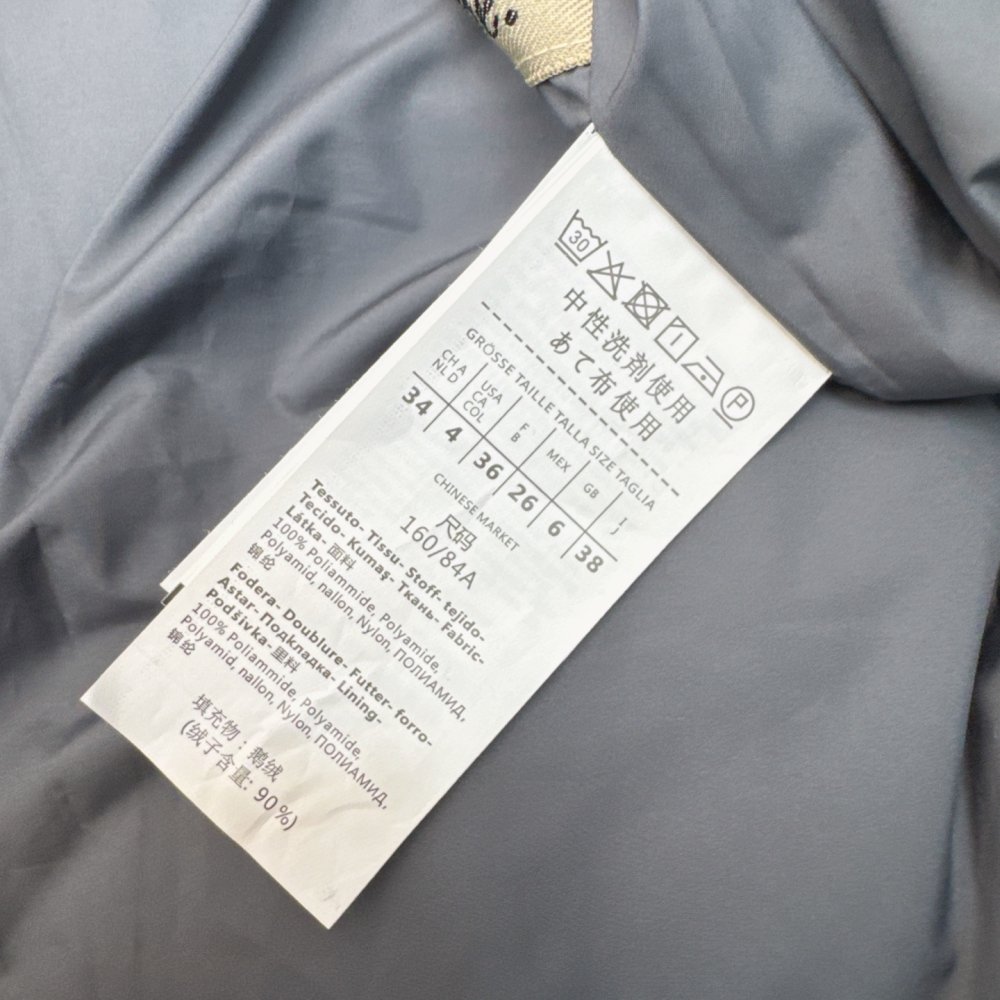 30
P
中性洗剤使用
あて布使用
GRÖSSE TAILLE TALLA SIZE TAGLIA
CH A NLD USA CA COL F B MEX GB I J
34 4 36 26 6 38
CHINESE MARKET
尺码
160/84A
Tessuto- Tissu- Stoff- tejido-
Tecido- Kumaş- Ткань- Fabric-
Látka- 面料
100% Poliammide, Polyamide,
Polyamid, nallon, Nylon, ПОЛИАМИД,
锦纶
Fodera- Doublure- Futter- forro-
Astar- Подкладка- Lining-
Podšívka- 里料
100% Poliammide, Polyamide,
Polyamid, nallon, Nylon, ПОЛИАМИД,
锦纶
填充物：鹅绒
(绒子含量: 90%)